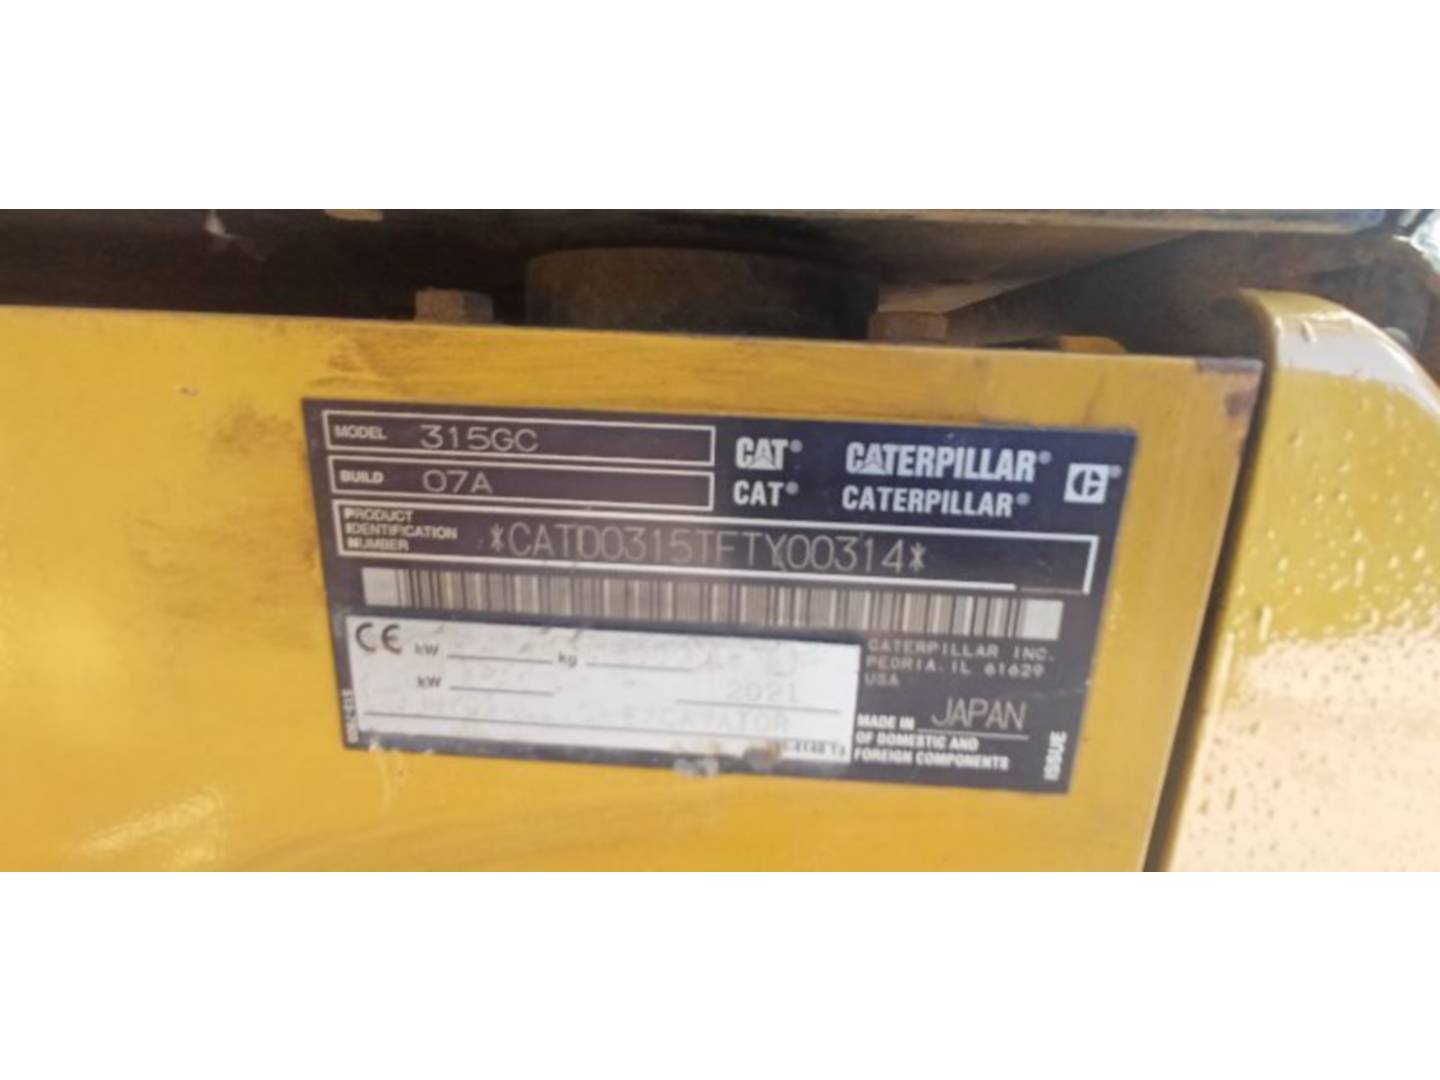 MODEL 315GC
BUILD 07A
CAT® CATERPILLAR®
CAT® CATERPILLAR®
PRODUCT
IDENTIFICATION
NUMBER
*CATD0315TFTY00314*
CE kW kg
kW 2021
EXCAVATOR
CATERPILLAR INC.
PEORIA, IL 61629
USA
MADE IN JAPAN
OF DOMESTIC AND
FOREIGN COMPONENTS
ISSUE